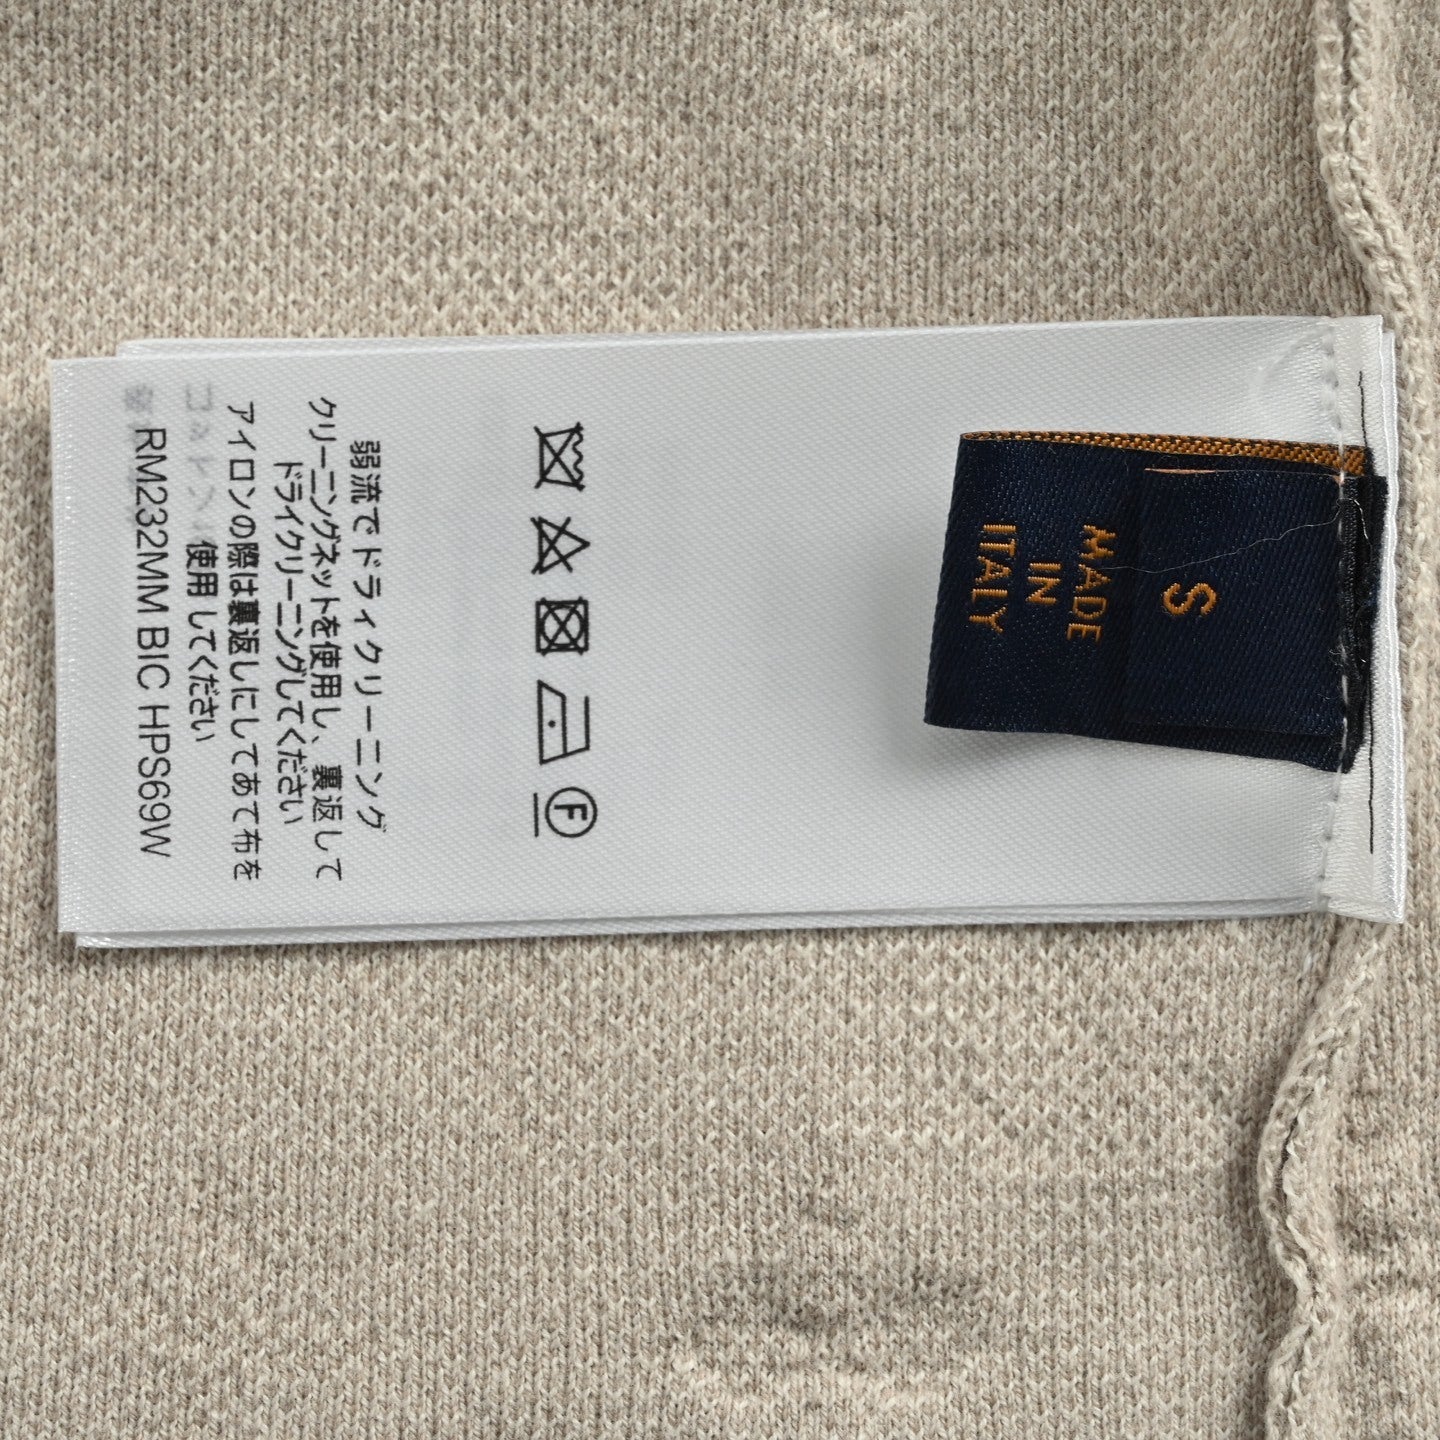 S
MADE
IN
ITALY
F
弱流でドライクリーニング
クリーニングネットを使用し、裏返して
ドライクリーニングしてください
アイロンの際は裏返しにしてあて布を
使用してください
RM232MM BIC HPS69W